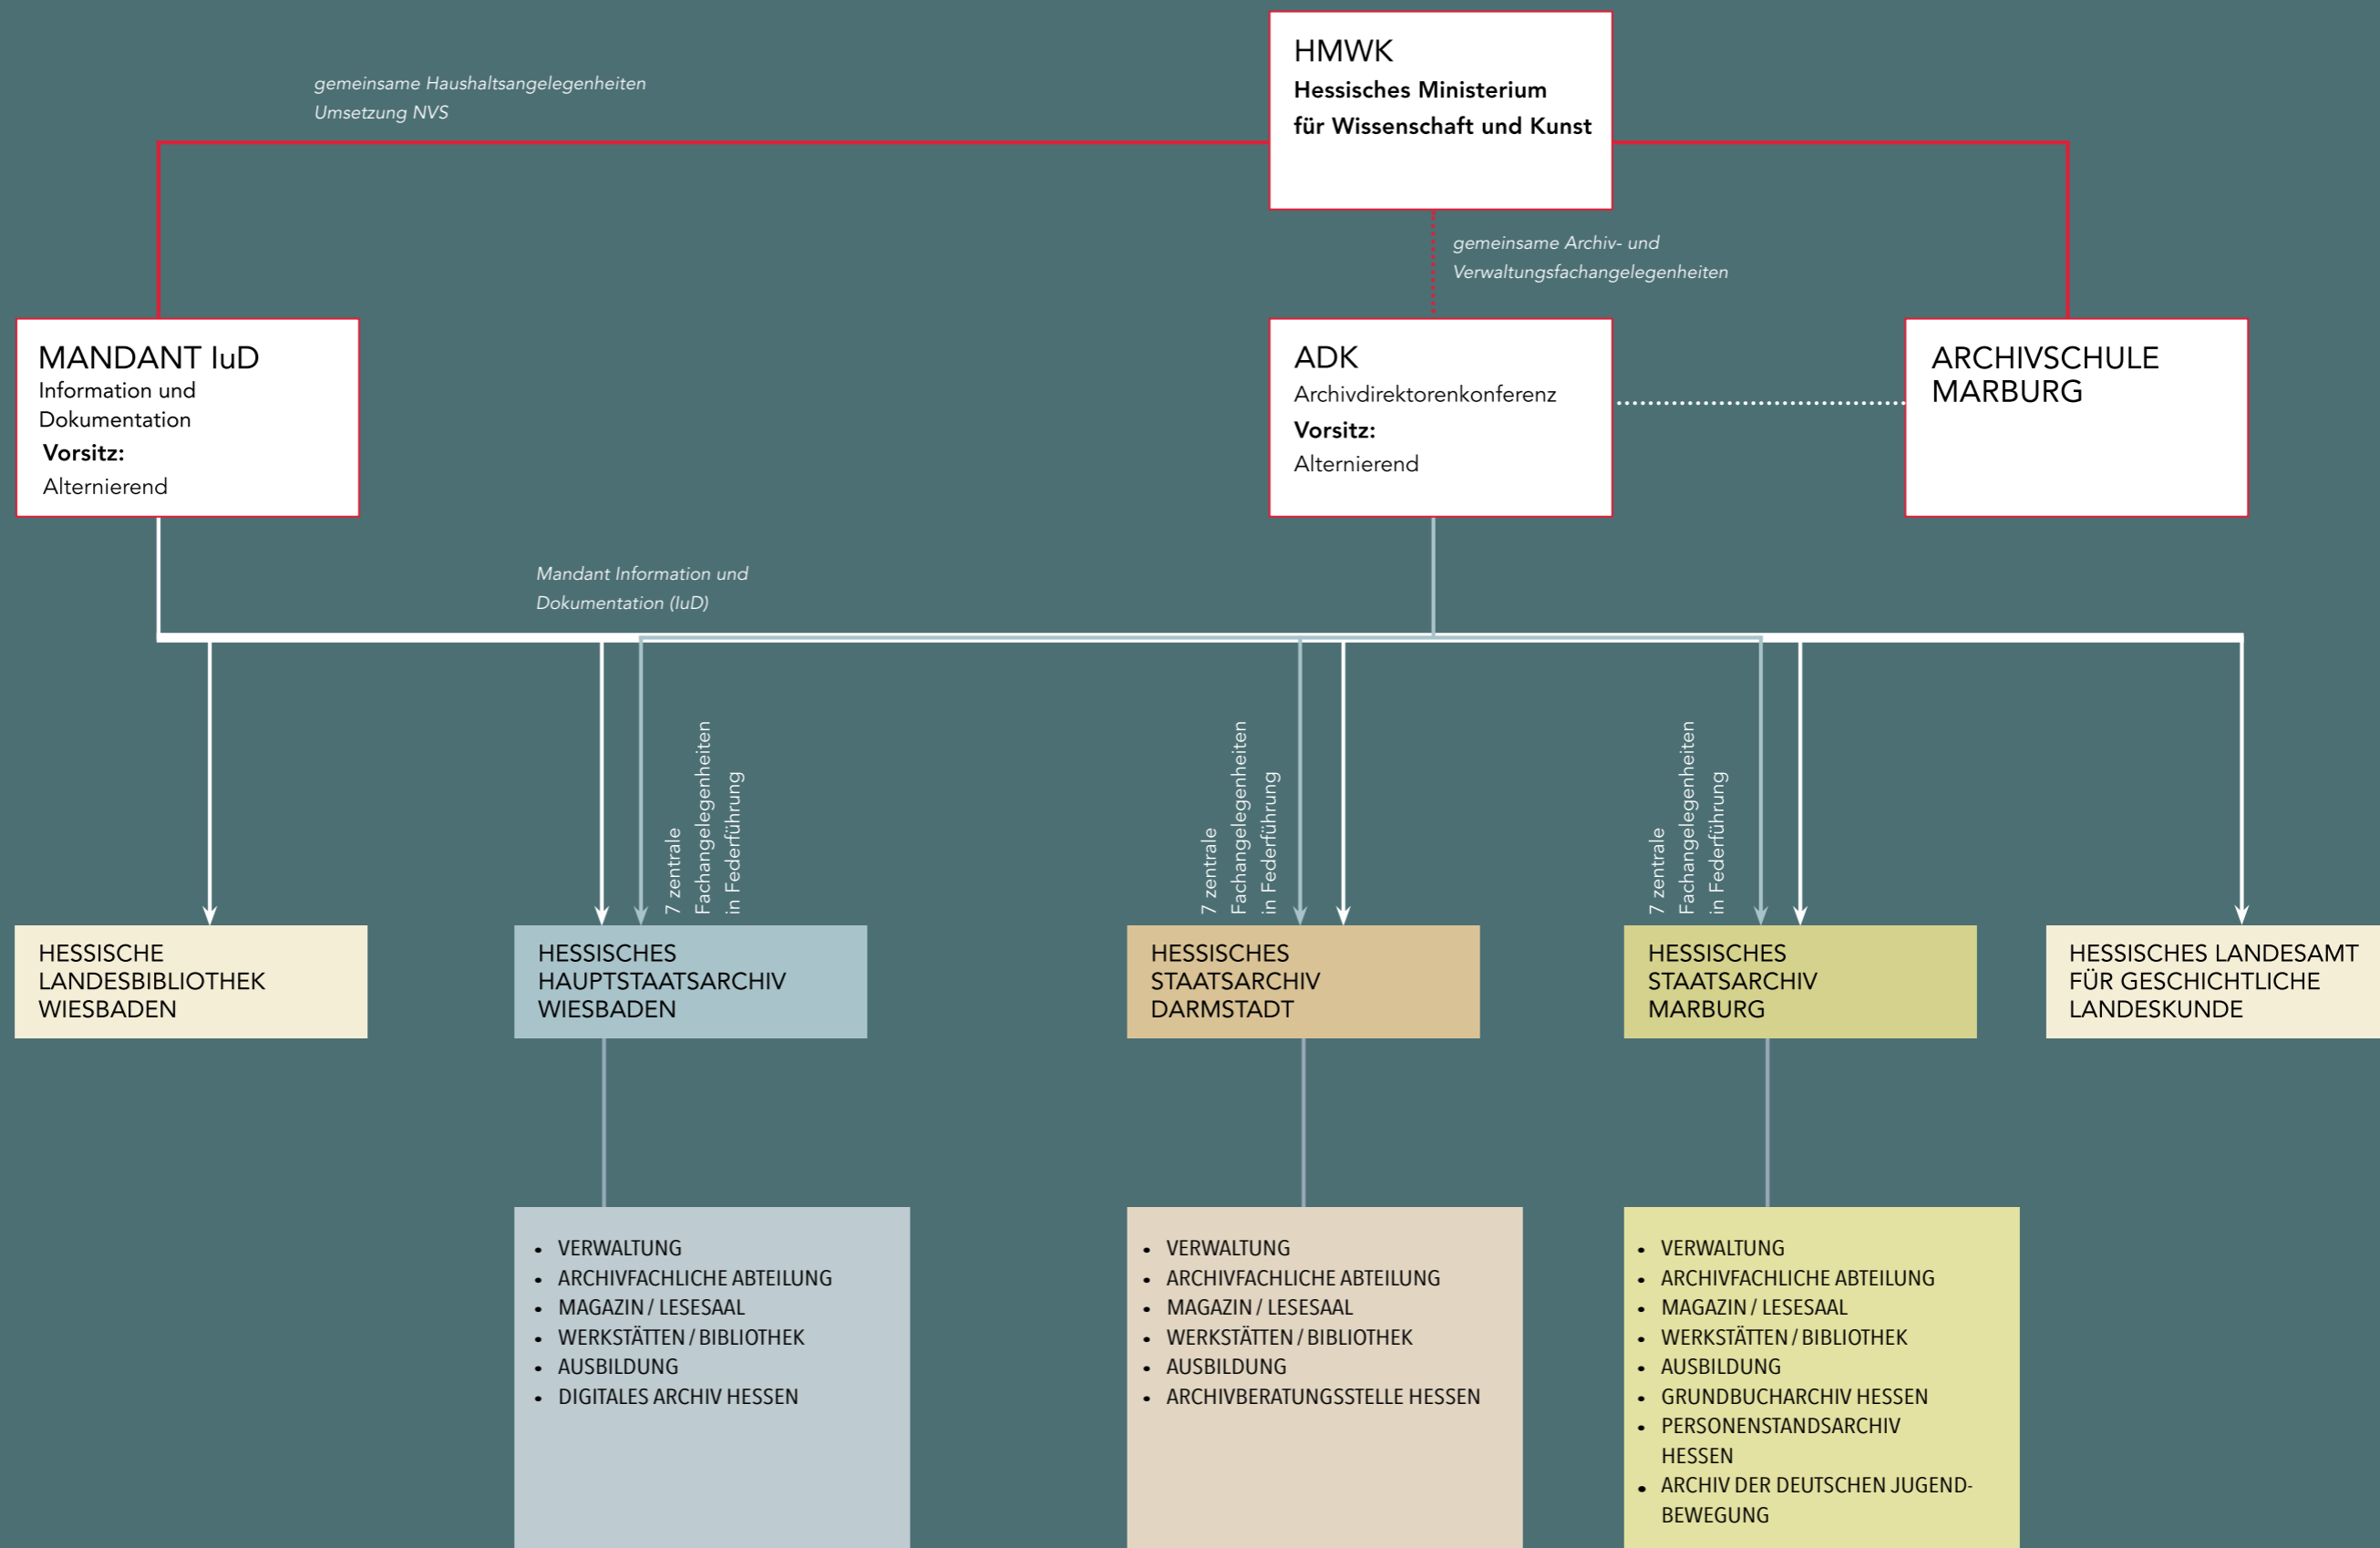 HMWK
Hessisches Ministerium
für Wissenschaft und Kunst
gemeinsame Haushaltsangelegenheiten
Umsetzung NVS
gemeinsame Archiv- und
Verwaltungsfachangelegenheiten
MANDANT IuD
Information und
Dokumentation
Vorsitz:
Alternierend
ADK
Archivdirektorenkonferenz
Vorsitz:
Alternierend
ARCHIVSCHULE
MARBURG
Mandant Information und
Dokumentation (IuD)
7 zentrale
Fachangelegenheiten
in Federführung
7 zentrale
Fachangelegenheiten
in Federführung
7 zentrale
Fachangelegenheiten
in Federführung
HESSISCHE
LANDESBIBLIOTHEK
WIESBADEN
HESSISCHES
HAUPTSTAATSARCHIV
WIESBADEN
HESSISCHES
STAATSARCHIV
DARMSTADT
HESSISCHES
STAATSARCHIV
MARBURG
HESSISCHES LANDESAMT
FÜR GESCHICHTLICHE
LANDESKUNDE
• VERWALTUNG
• ARCHIVFACHLICHE ABTEILUNG
• MAGAZIN / LESESAAL
• WERKSTÄTTEN / BIBLIOTHEK
• AUSBILDUNG
• DIGITALES ARCHIV HESSEN
• VERWALTUNG
• ARCHIVFACHLICHE ABTEILUNG
• MAGAZIN / LESESAAL
• WERKSTÄTTEN / BIBLIOTHEK
• AUSBILDUNG
• ARCHIVBERATUNGSSTELLE HESSEN
• VERWALTUNG
• ARCHIVFACHLICHE ABTEILUNG
• MAGAZIN / LESESAAL
• WERKSTÄTTEN / BIBLIOTHEK
• AUSBILDUNG
• GRUNDBUCHARCHIV HESSEN
• PERSONENSTANDSARCHIV
HESSEN
• ARCHIV DER DEUTSCHEN JUGEND-
BEWEGUNG